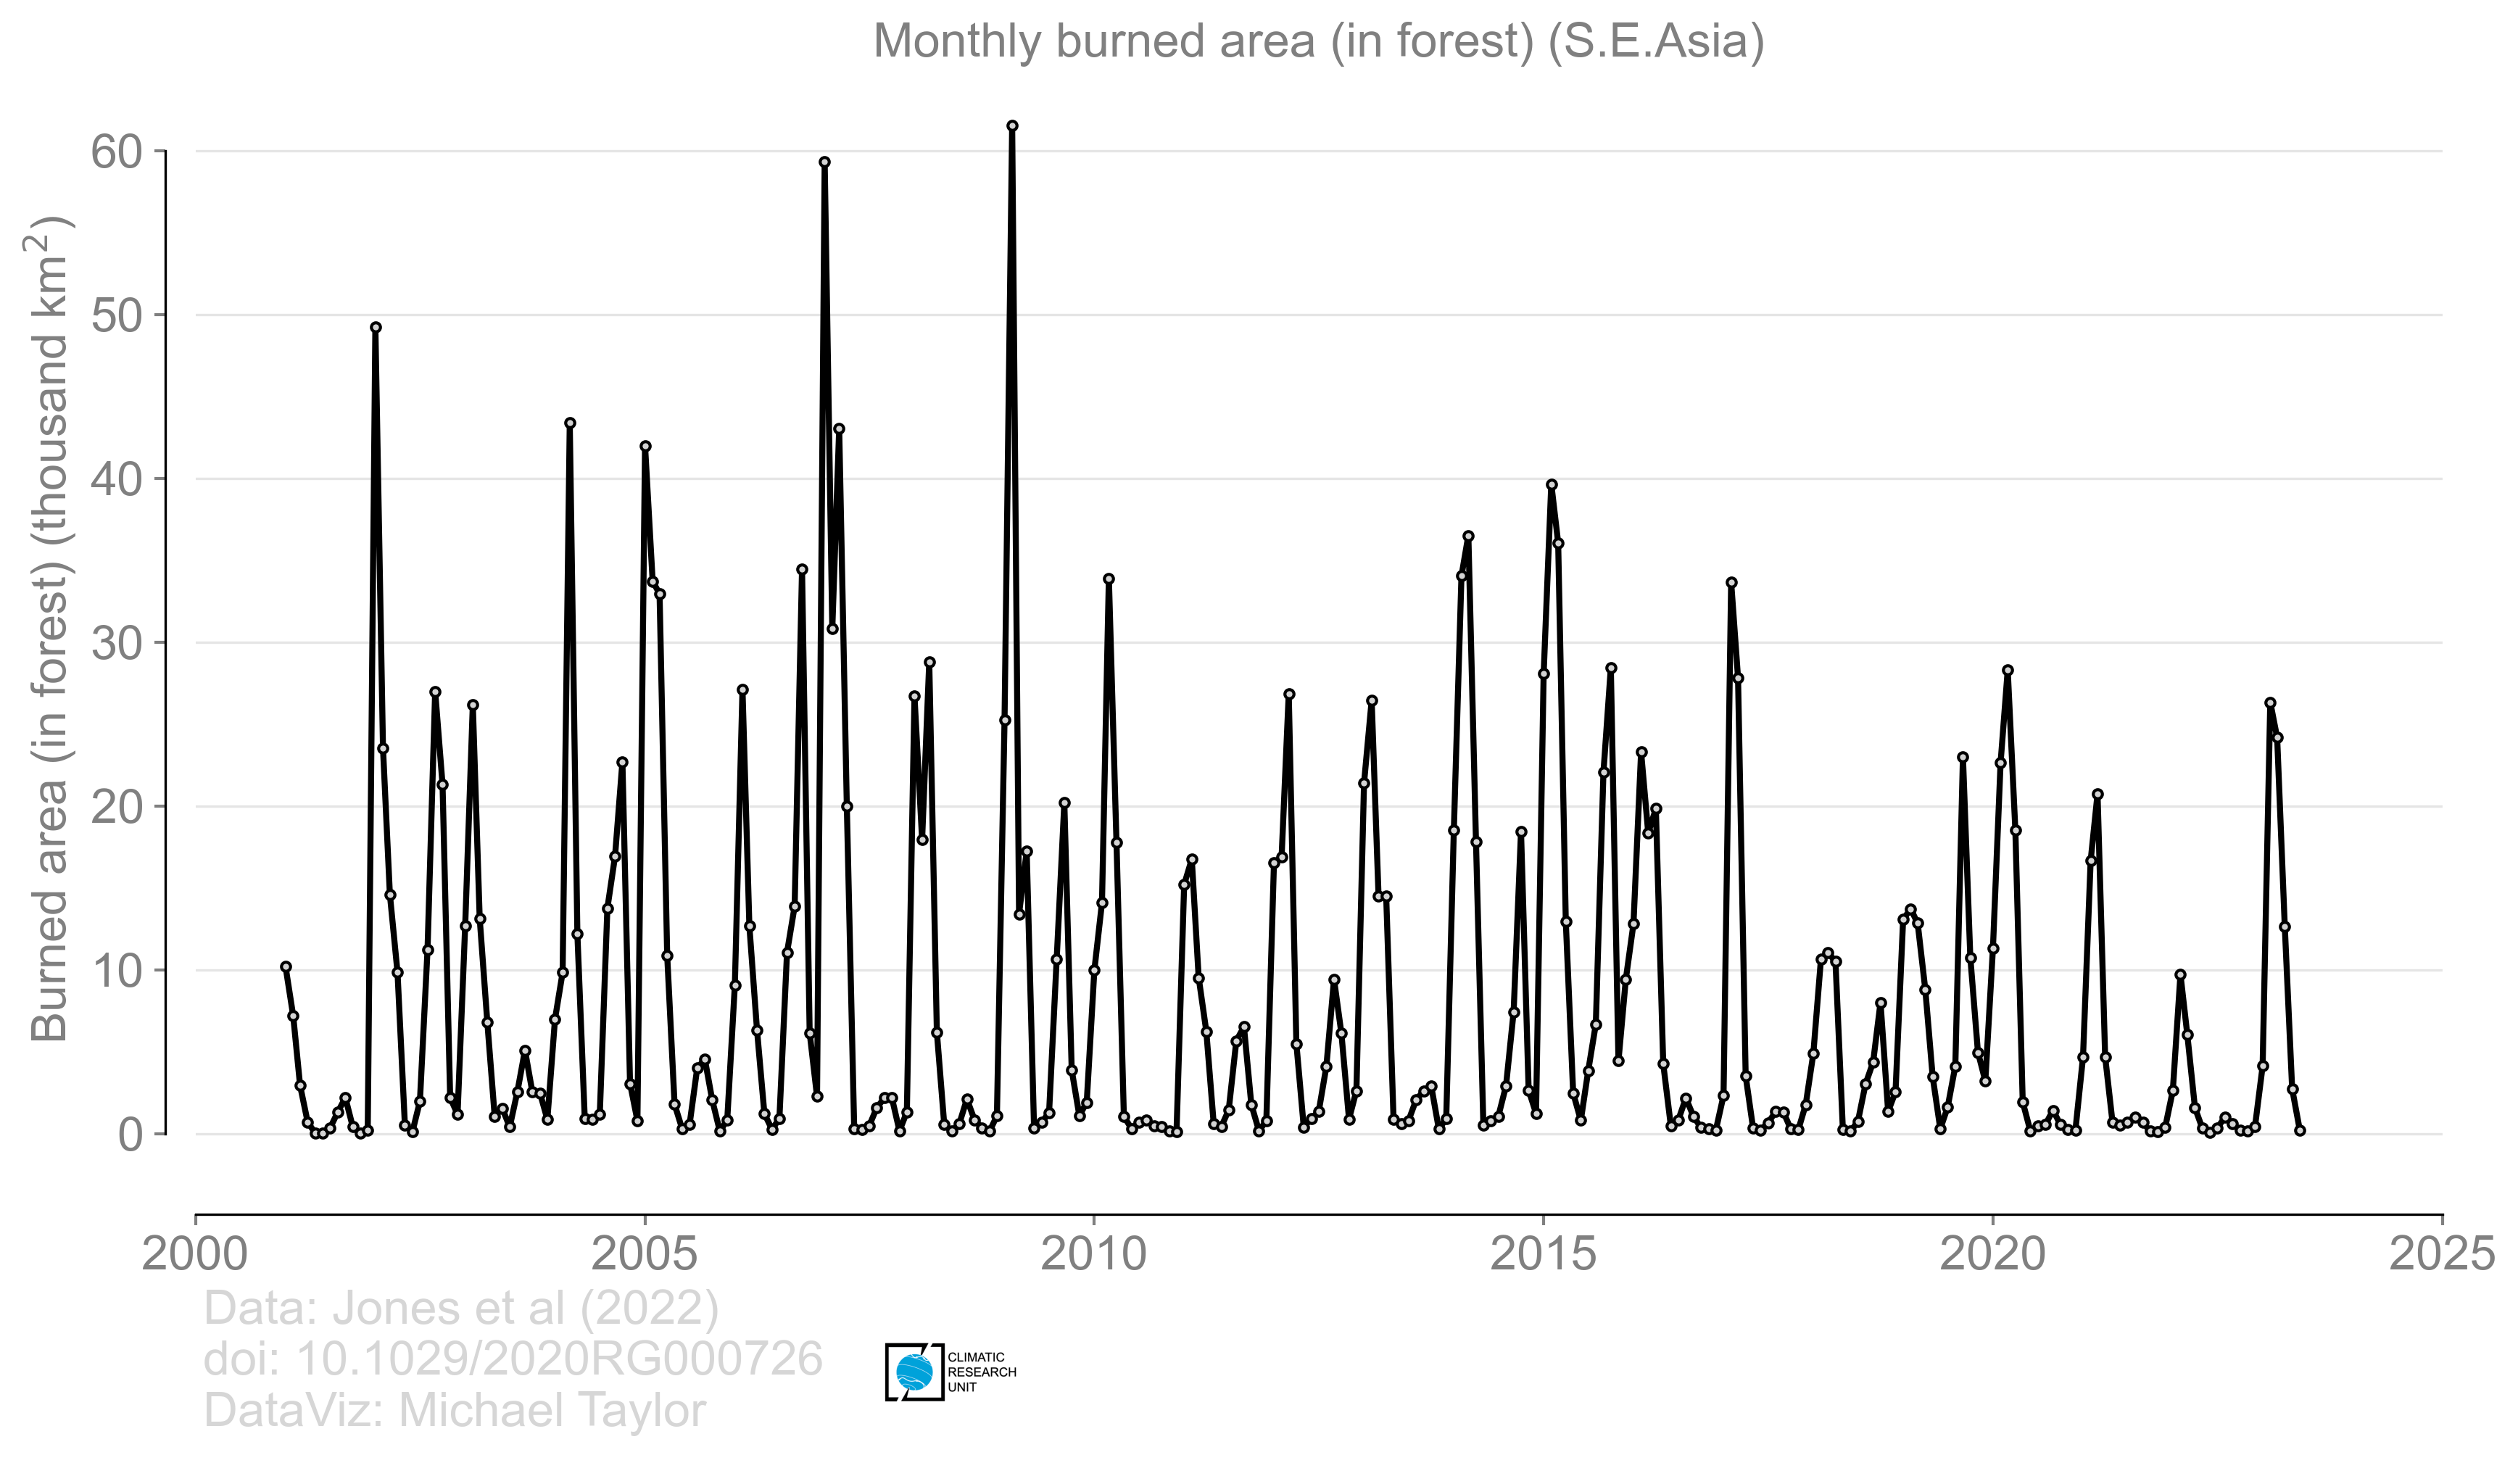 Monthly burned area (in forest) (S.E.Asia)
Burned area (in forest) (thousand km²)
60
50
40
30
20
10
0
2000 2005 2010 2015 2020 2025
Data: Jones et al (2022)
doi: 10.1029/2020RG000726
DataViz: Michael Taylor
CLIMATIC
RESEARCH
UNIT